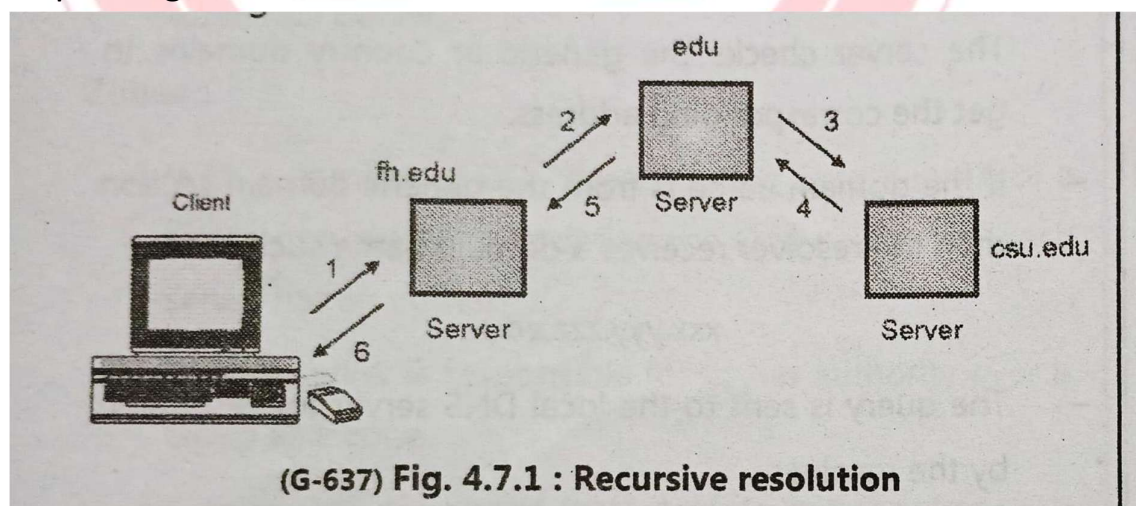 edu
2
3
fh.edu
5
Server
4
Client
1
csu.edu
Server
Server
6
(G-637) Fig. 4.7.1 : Recursive resolution